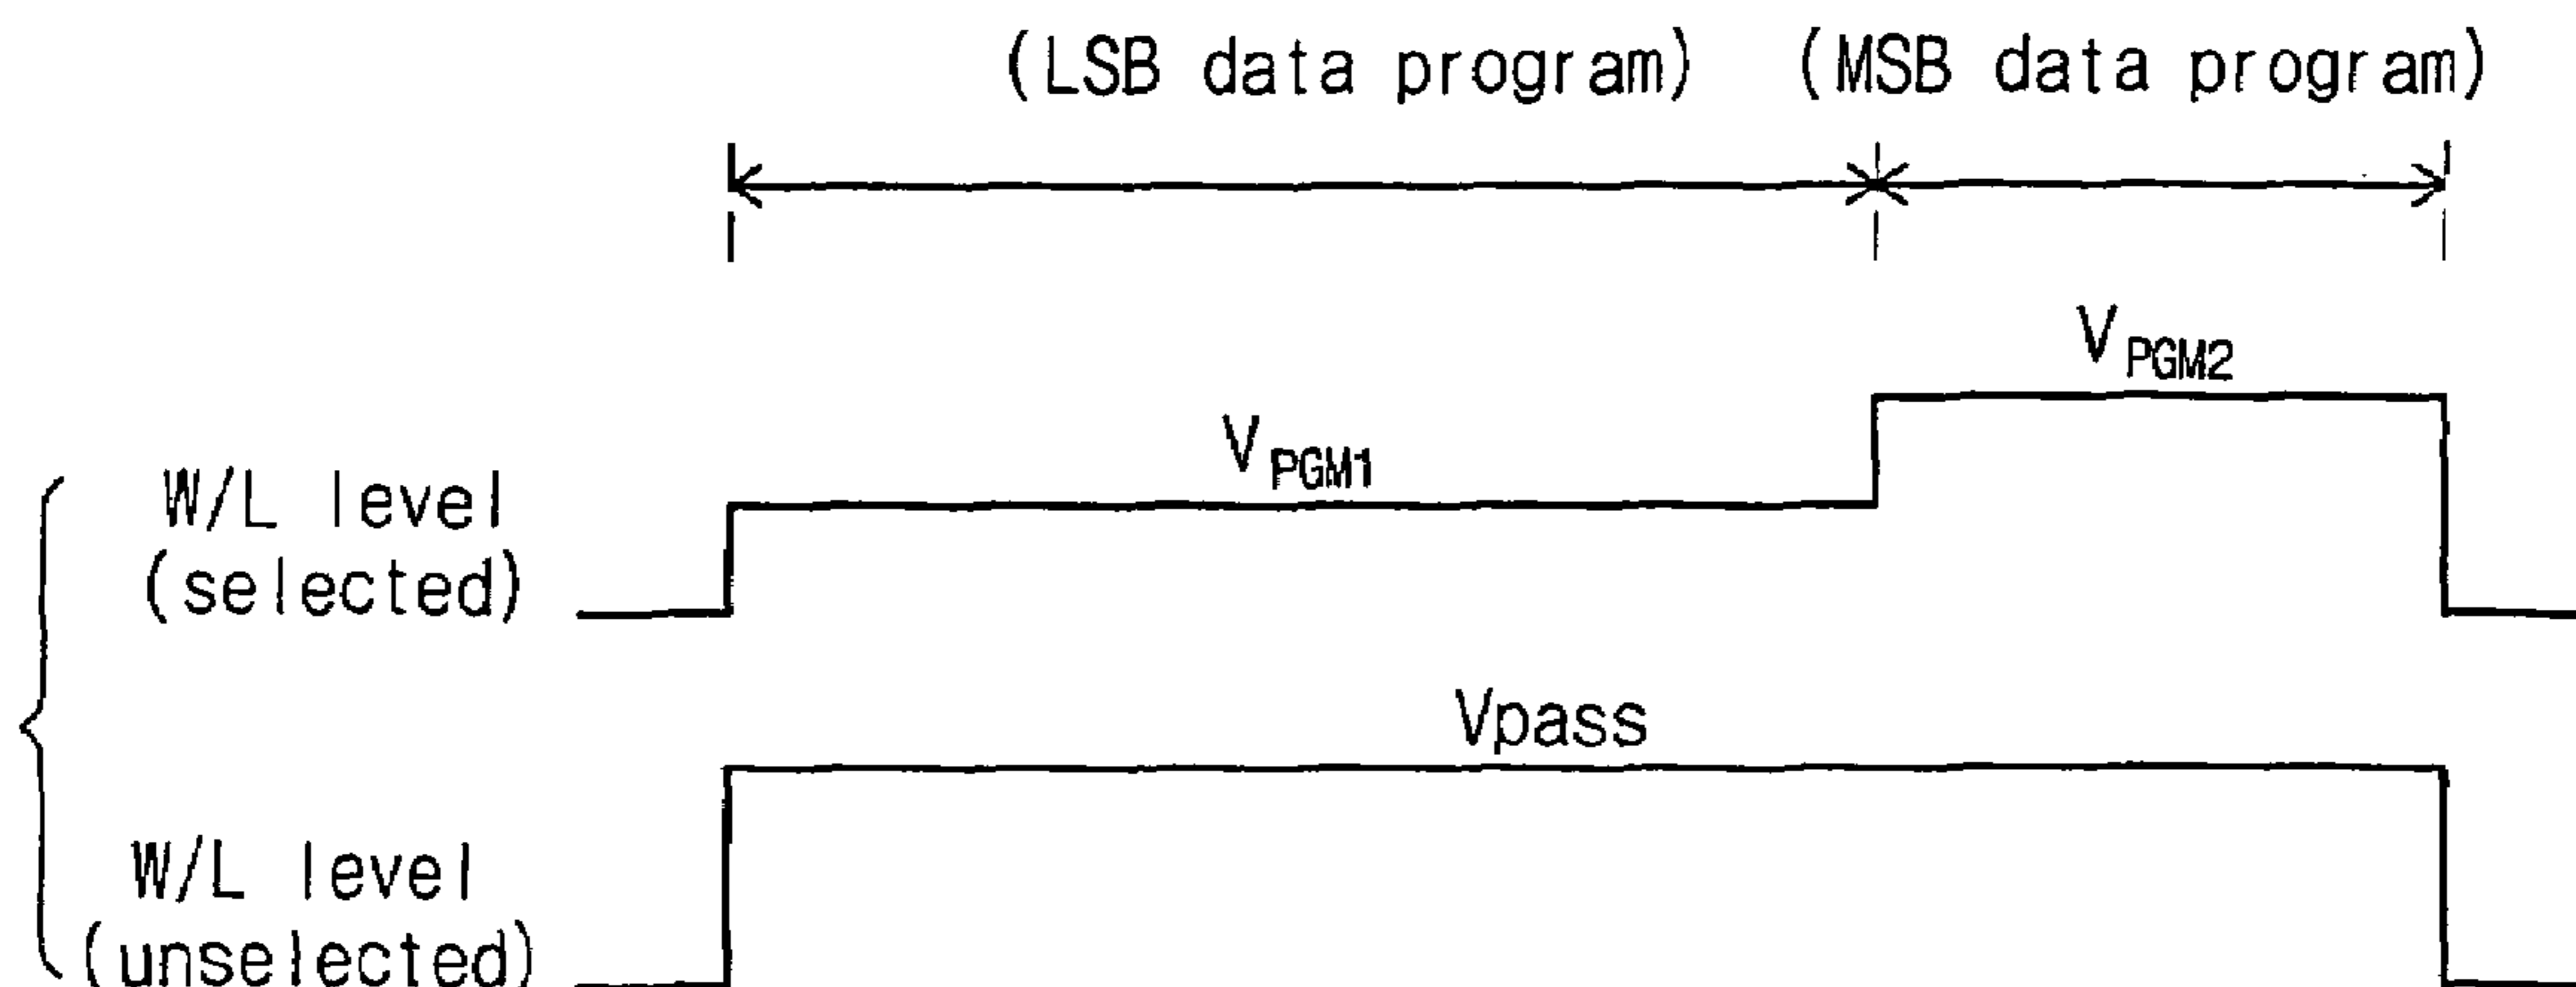 (LSB data program) (MSB data program)
V PGM2
V PGM1
W/L level
(selected)
Vpass
W/L level
(unselected)